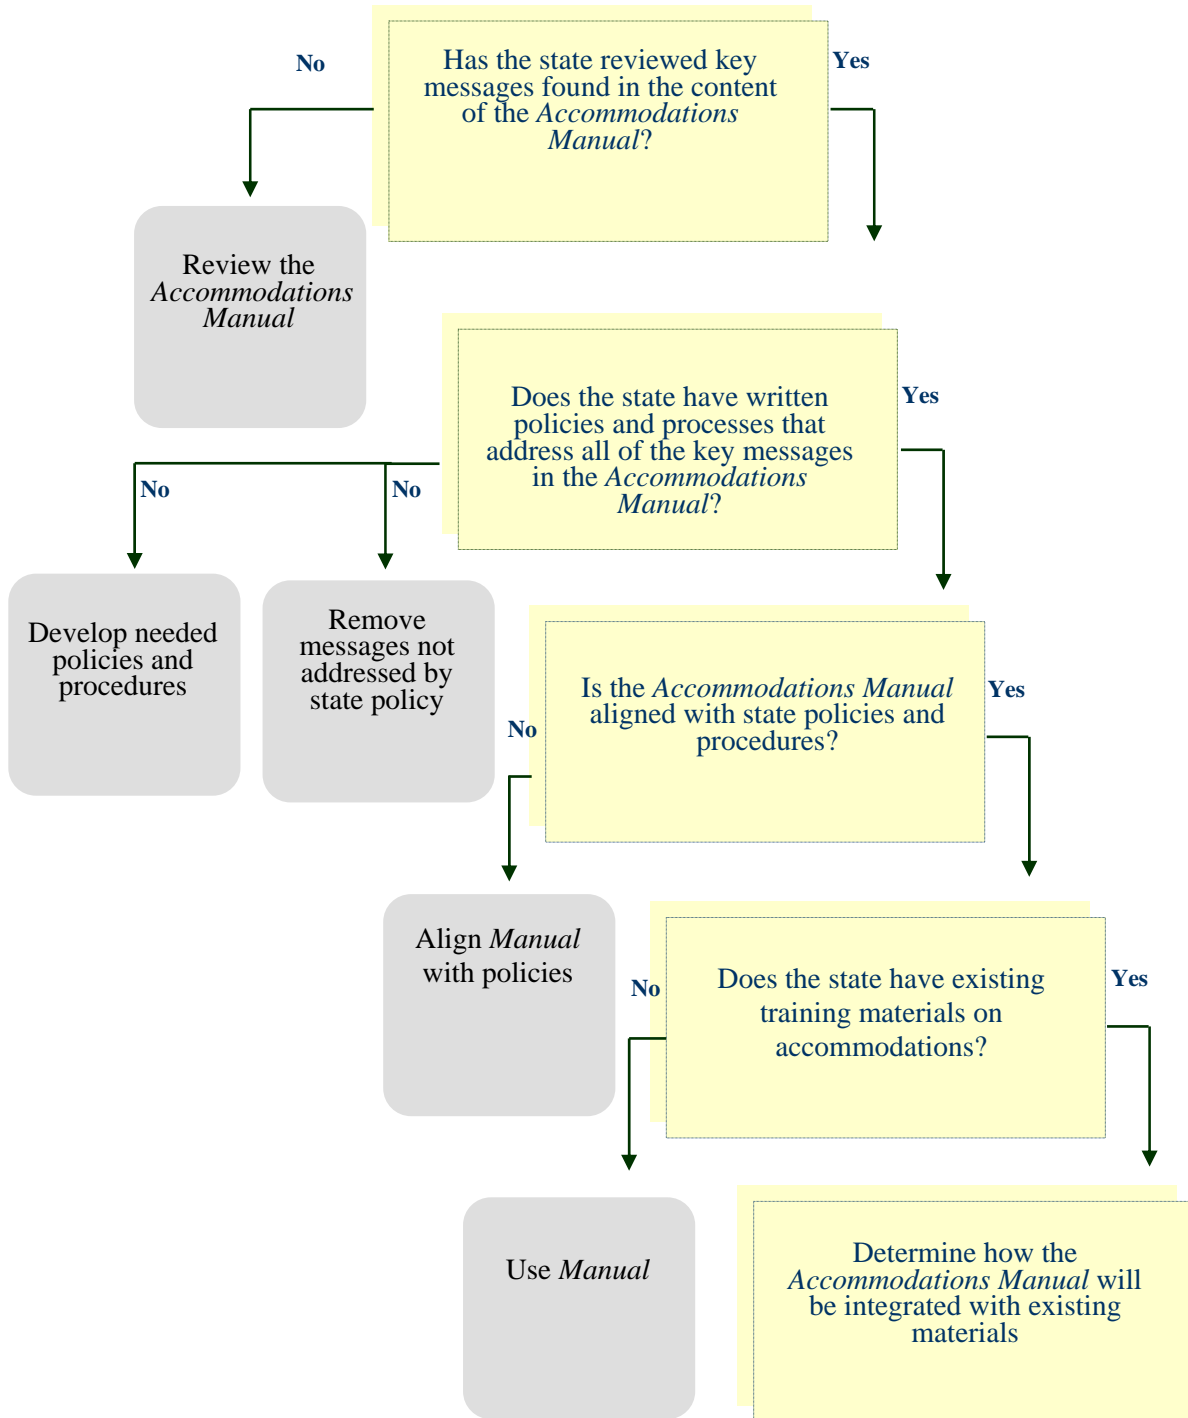 No
Has the state reviewed key
messages found in the content
of the Accommodations
Manual?
Yes
Review the
Accommodations
Manual
Does the state have written
policies and processes that
address all of the key messages
in the Accommodations
Manual?
Yes
No
No
Develop needed
policies and
procedures
Remove
messages not
addressed by
state policy
Is the Accommodations Manual
aligned with state policies and
procedures?
Yes
No
Align Manual
with policies
Does the state have existing
training materials on
accommodations?
Yes
No
Use Manual
Determine how the
Accommodations Manual will
be integrated with existing
materials